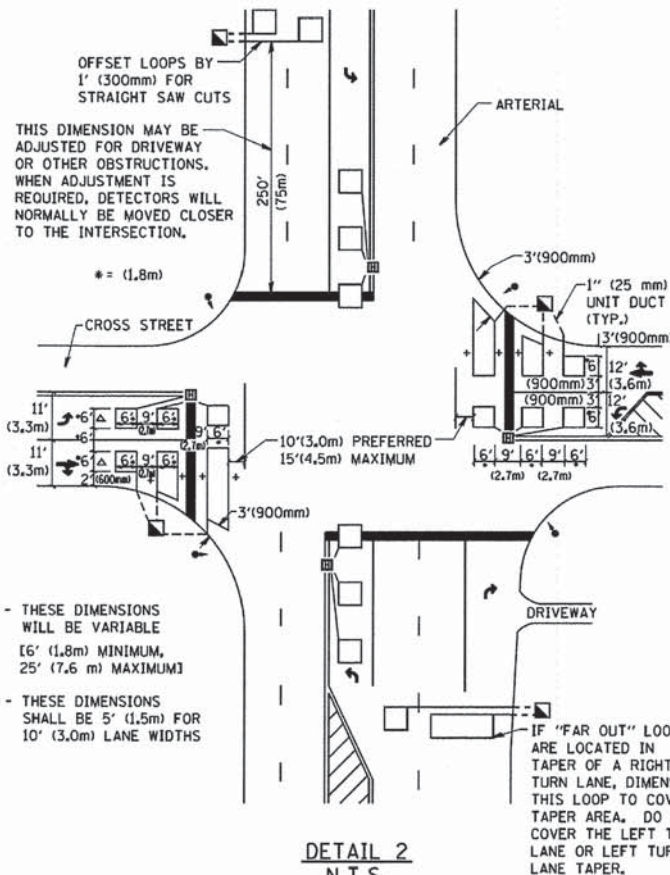 OFFSET LOOPS BY
1' (300mm) FOR
STRAIGHT SAW CUTS
THIS DIMENSION MAY BE
ADJUSTED FOR DRIVEWAY
OR OTHER OBSTRUCTIONS.
WHEN ADJUSTMENT IS
REQUIRED, DETECTORS WILL
NORMALLY BE MOVED CLOSER
TO THE INTERSECTION.
250'
(75m)
ARTERIAL
* = (1.8m)
3'(900mm)
1" (25 mm)
UNIT DUCT
(TYP.)
CROSS STREET
3'(900mm)
6'
12'
(3.6m)
(900mm) 3'
(900mm) 3'
12'
6'
(3.6m)
11'
(3.3m)
*6'
6' 9' 6'
*6'
9' 6'
(2.7m)
11'
(3.3m)
*6'
6' 9' 6'
2'
(600mm)
10'(3.0m) PREFERRED
15'(4.5m) MAXIMUM
6' 9' 6' 9' 6'
(2.7m) (2.7m)
3'(900mm)
H
H
H
H
- THESE DIMENSIONS
WILL BE VARIABLE
[6' (1.8m) MINIMUM,
25' (7.6 m) MAXIMUM]
- THESE DIMENSIONS
SHALL BE 5' (1.5m) FOR
10' (3.0m) LANE WIDTHS
DRIVEWAY
IF "FAR OUT" LOO
ARE LOCATED IN
TAPER OF A RIGHT
TURN LANE, DIMENS
THIS LOOP TO COV
TAPER AREA. DO
COVER THE LEFT T
LANE OR LEFT TUR
LANE TAPER.
DETAIL 2
N.T.S.